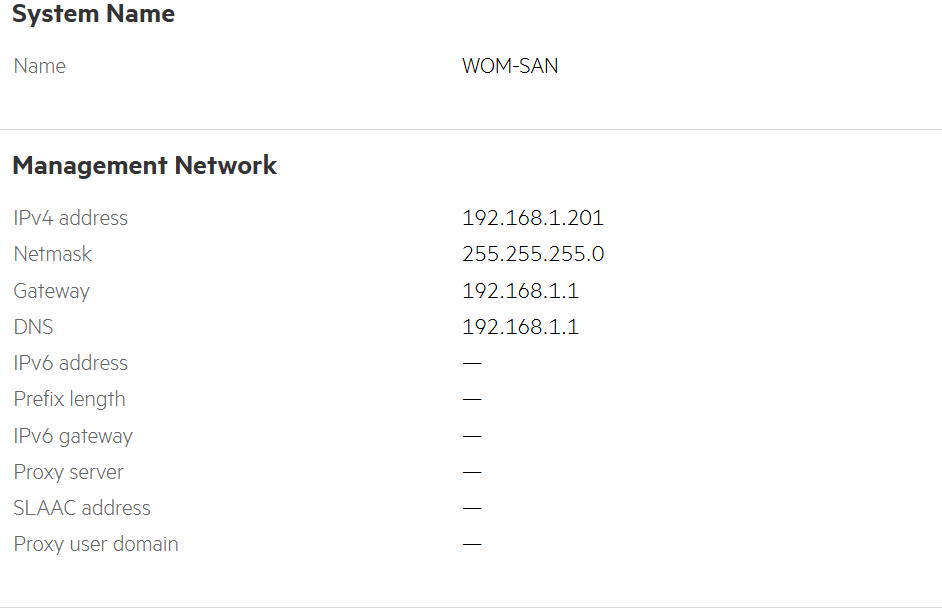 System Name
Name WOM-SAN
Management Network
IPv4 address 192.168.1.201
Netmask 255.255.255.0
Gateway 192.168.1.1
DNS 192.168.1.1
IPv6 address —
Prefix length —
IPv6 gateway —
Proxy server —
SLAAC address —
Proxy user domain —